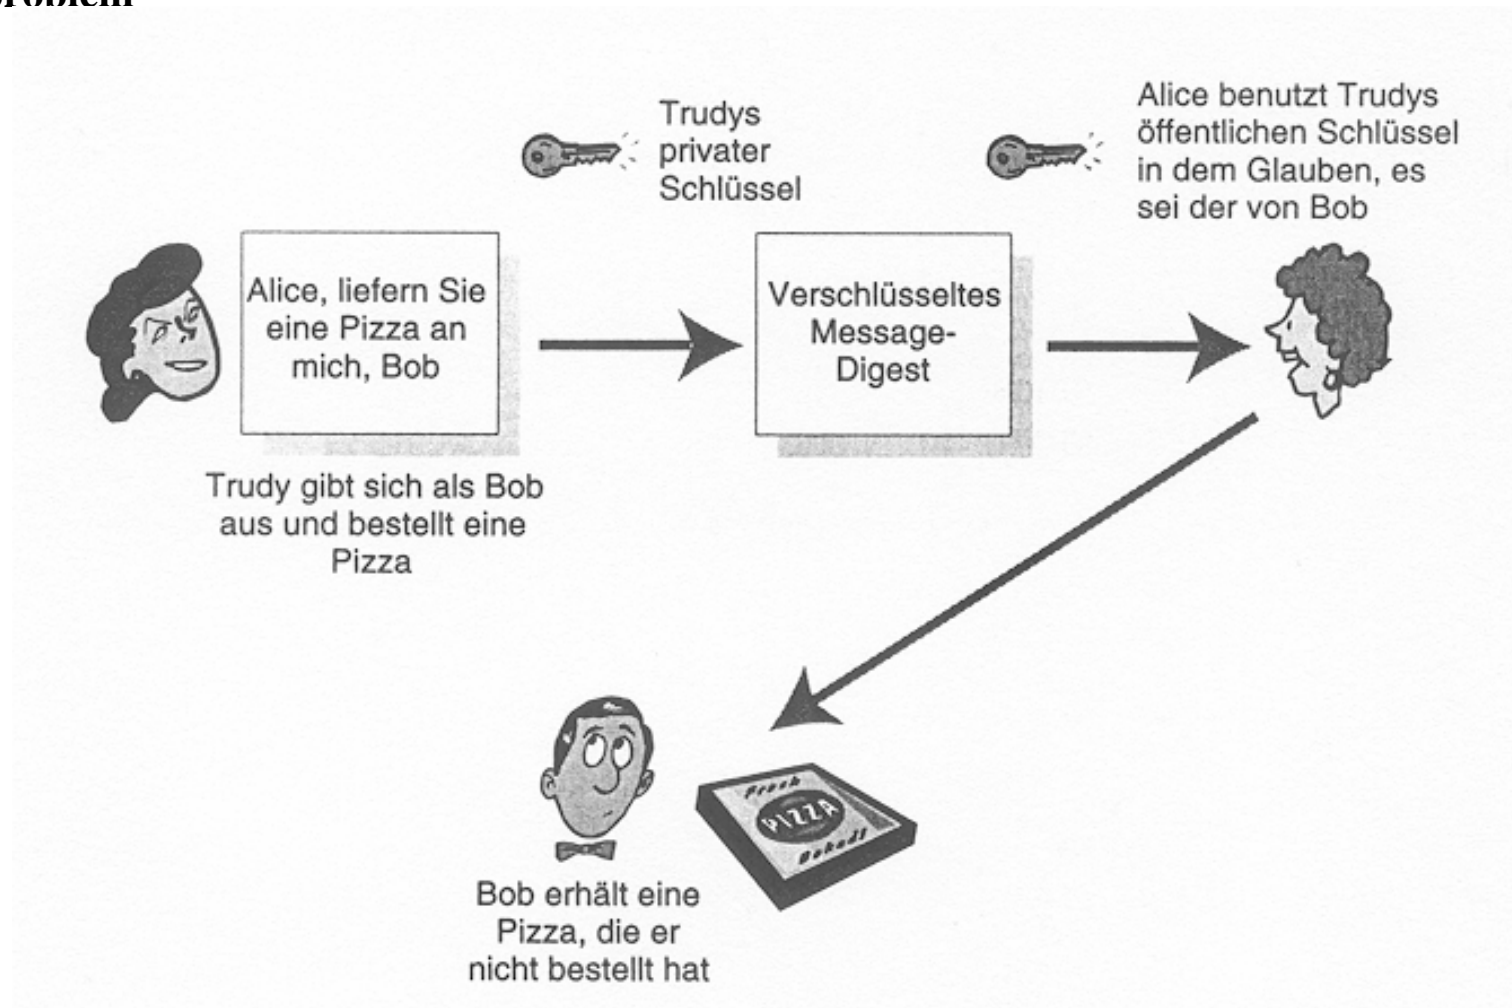 problem
Trudys
privater
Schlüssel
Alice benutzt Trudys
öffentlichen Schlüssel
in dem Glauben, es
sei der von Bob
Alice, liefern Sie
eine Pizza an
mich, Bob
Verschlüsseltes
Message-
Digest
Trudy gibt sich als Bob
aus und bestellt eine
Pizza
Fresh
PIZZA
Baked!
Bob erhält eine
Pizza, die er
nicht bestellt hat